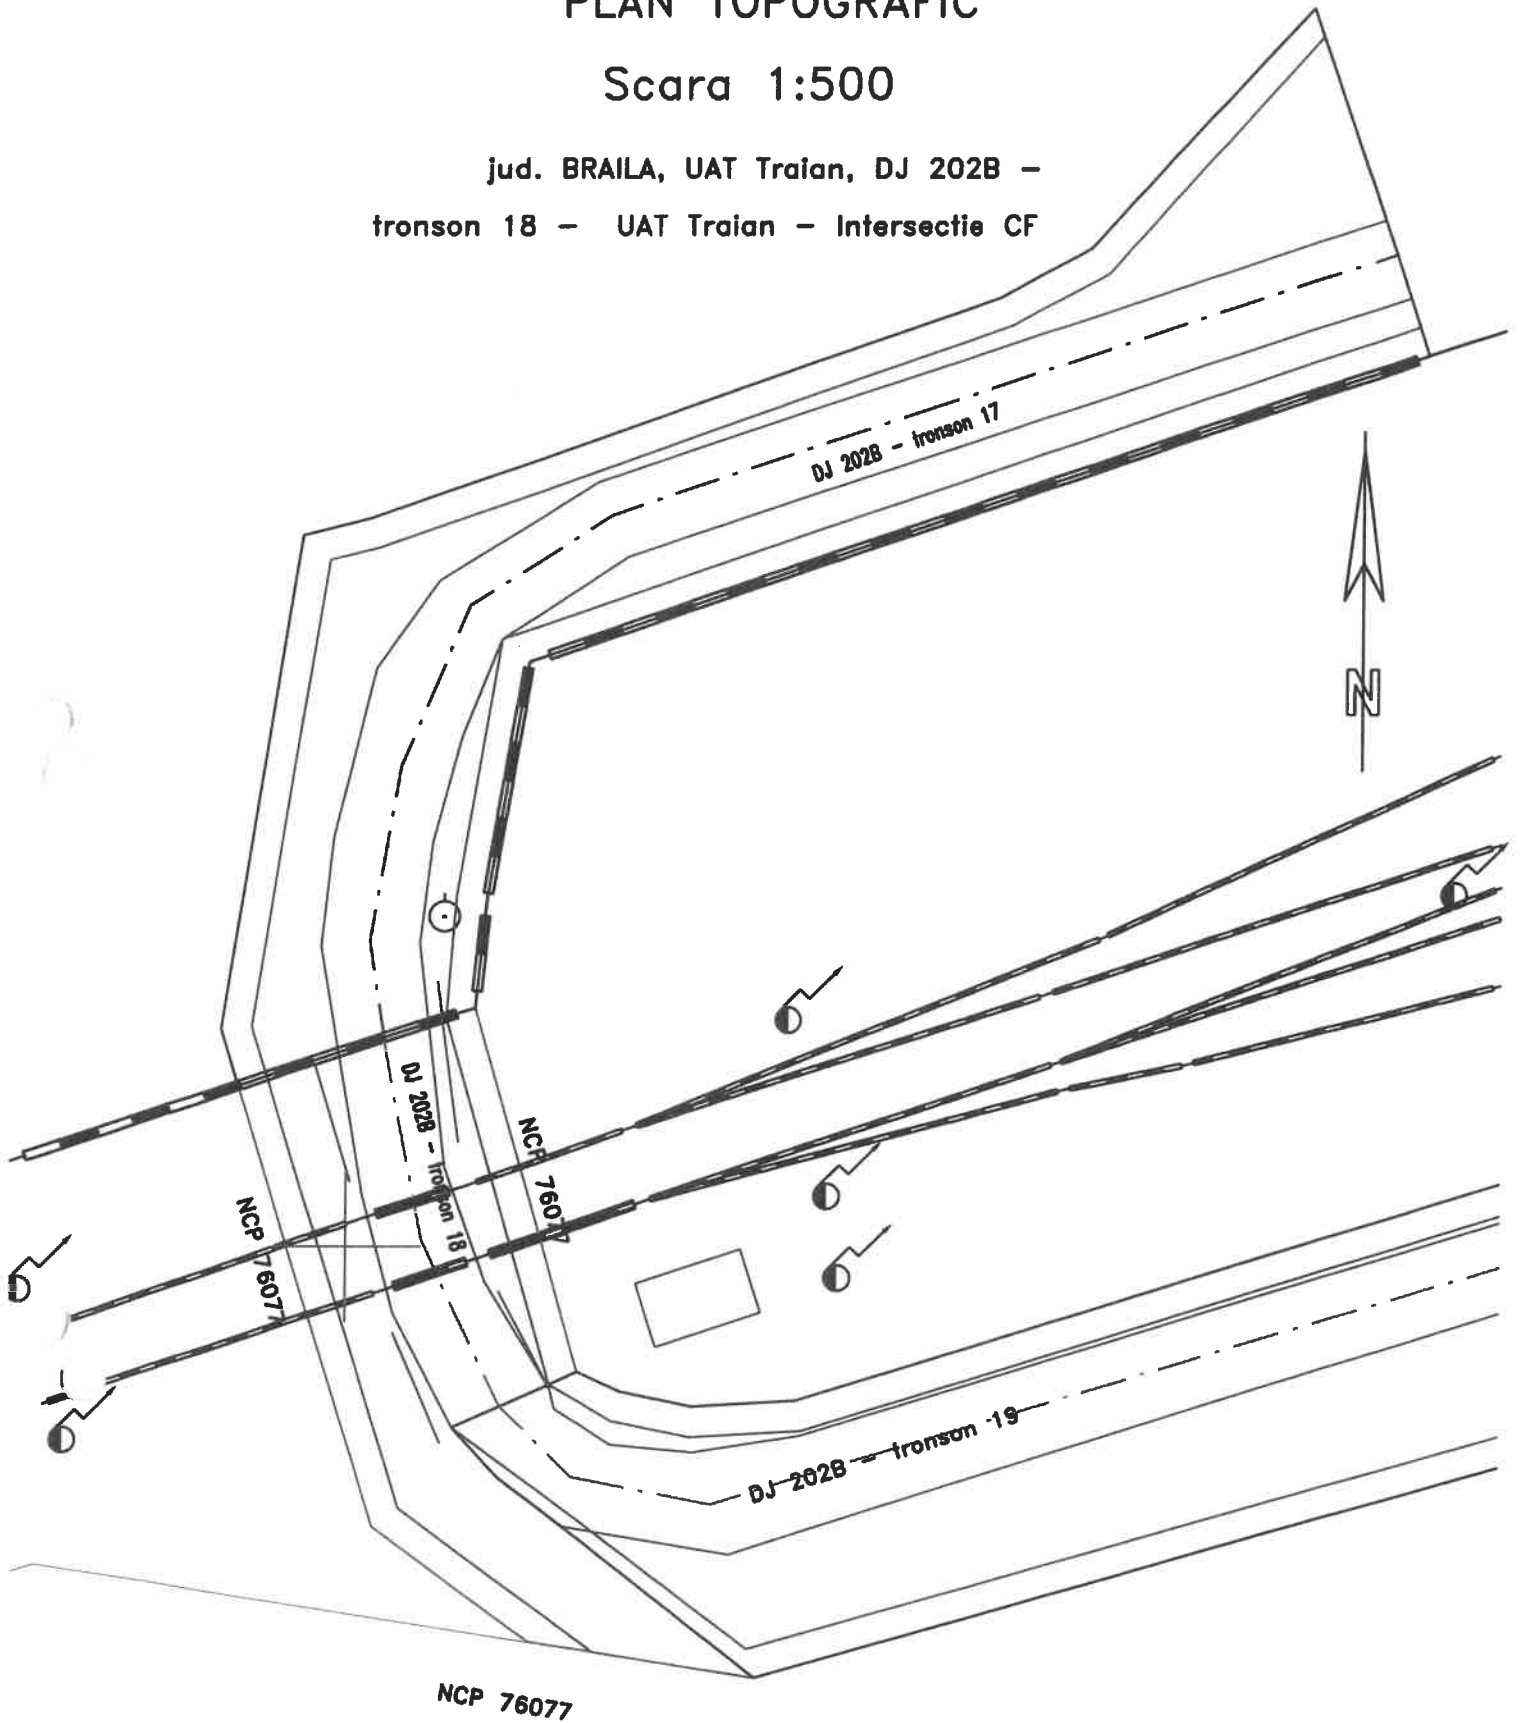 PLAN TOPOGRAFIC
Scara 1:500
jud. BRAILA, UAT Traian, DJ 202B -
tronson 18 - UAT Traian - Intersectie CF
DJ 202B - tronson 17
N
DJ 202B - tronson 18
NCP 76077
NCP 76077
DJ 202B - tronson 19
NCP 76077